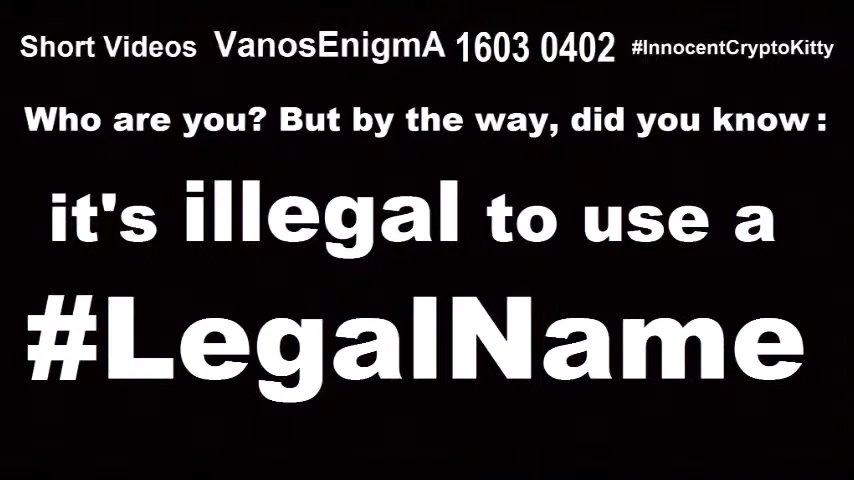 Short Videos VanosEnigmA 1603 0402 #InnocentCryptoKitty
Who are you? But by the way, did you know :
it's illegal to use a
#LegalName